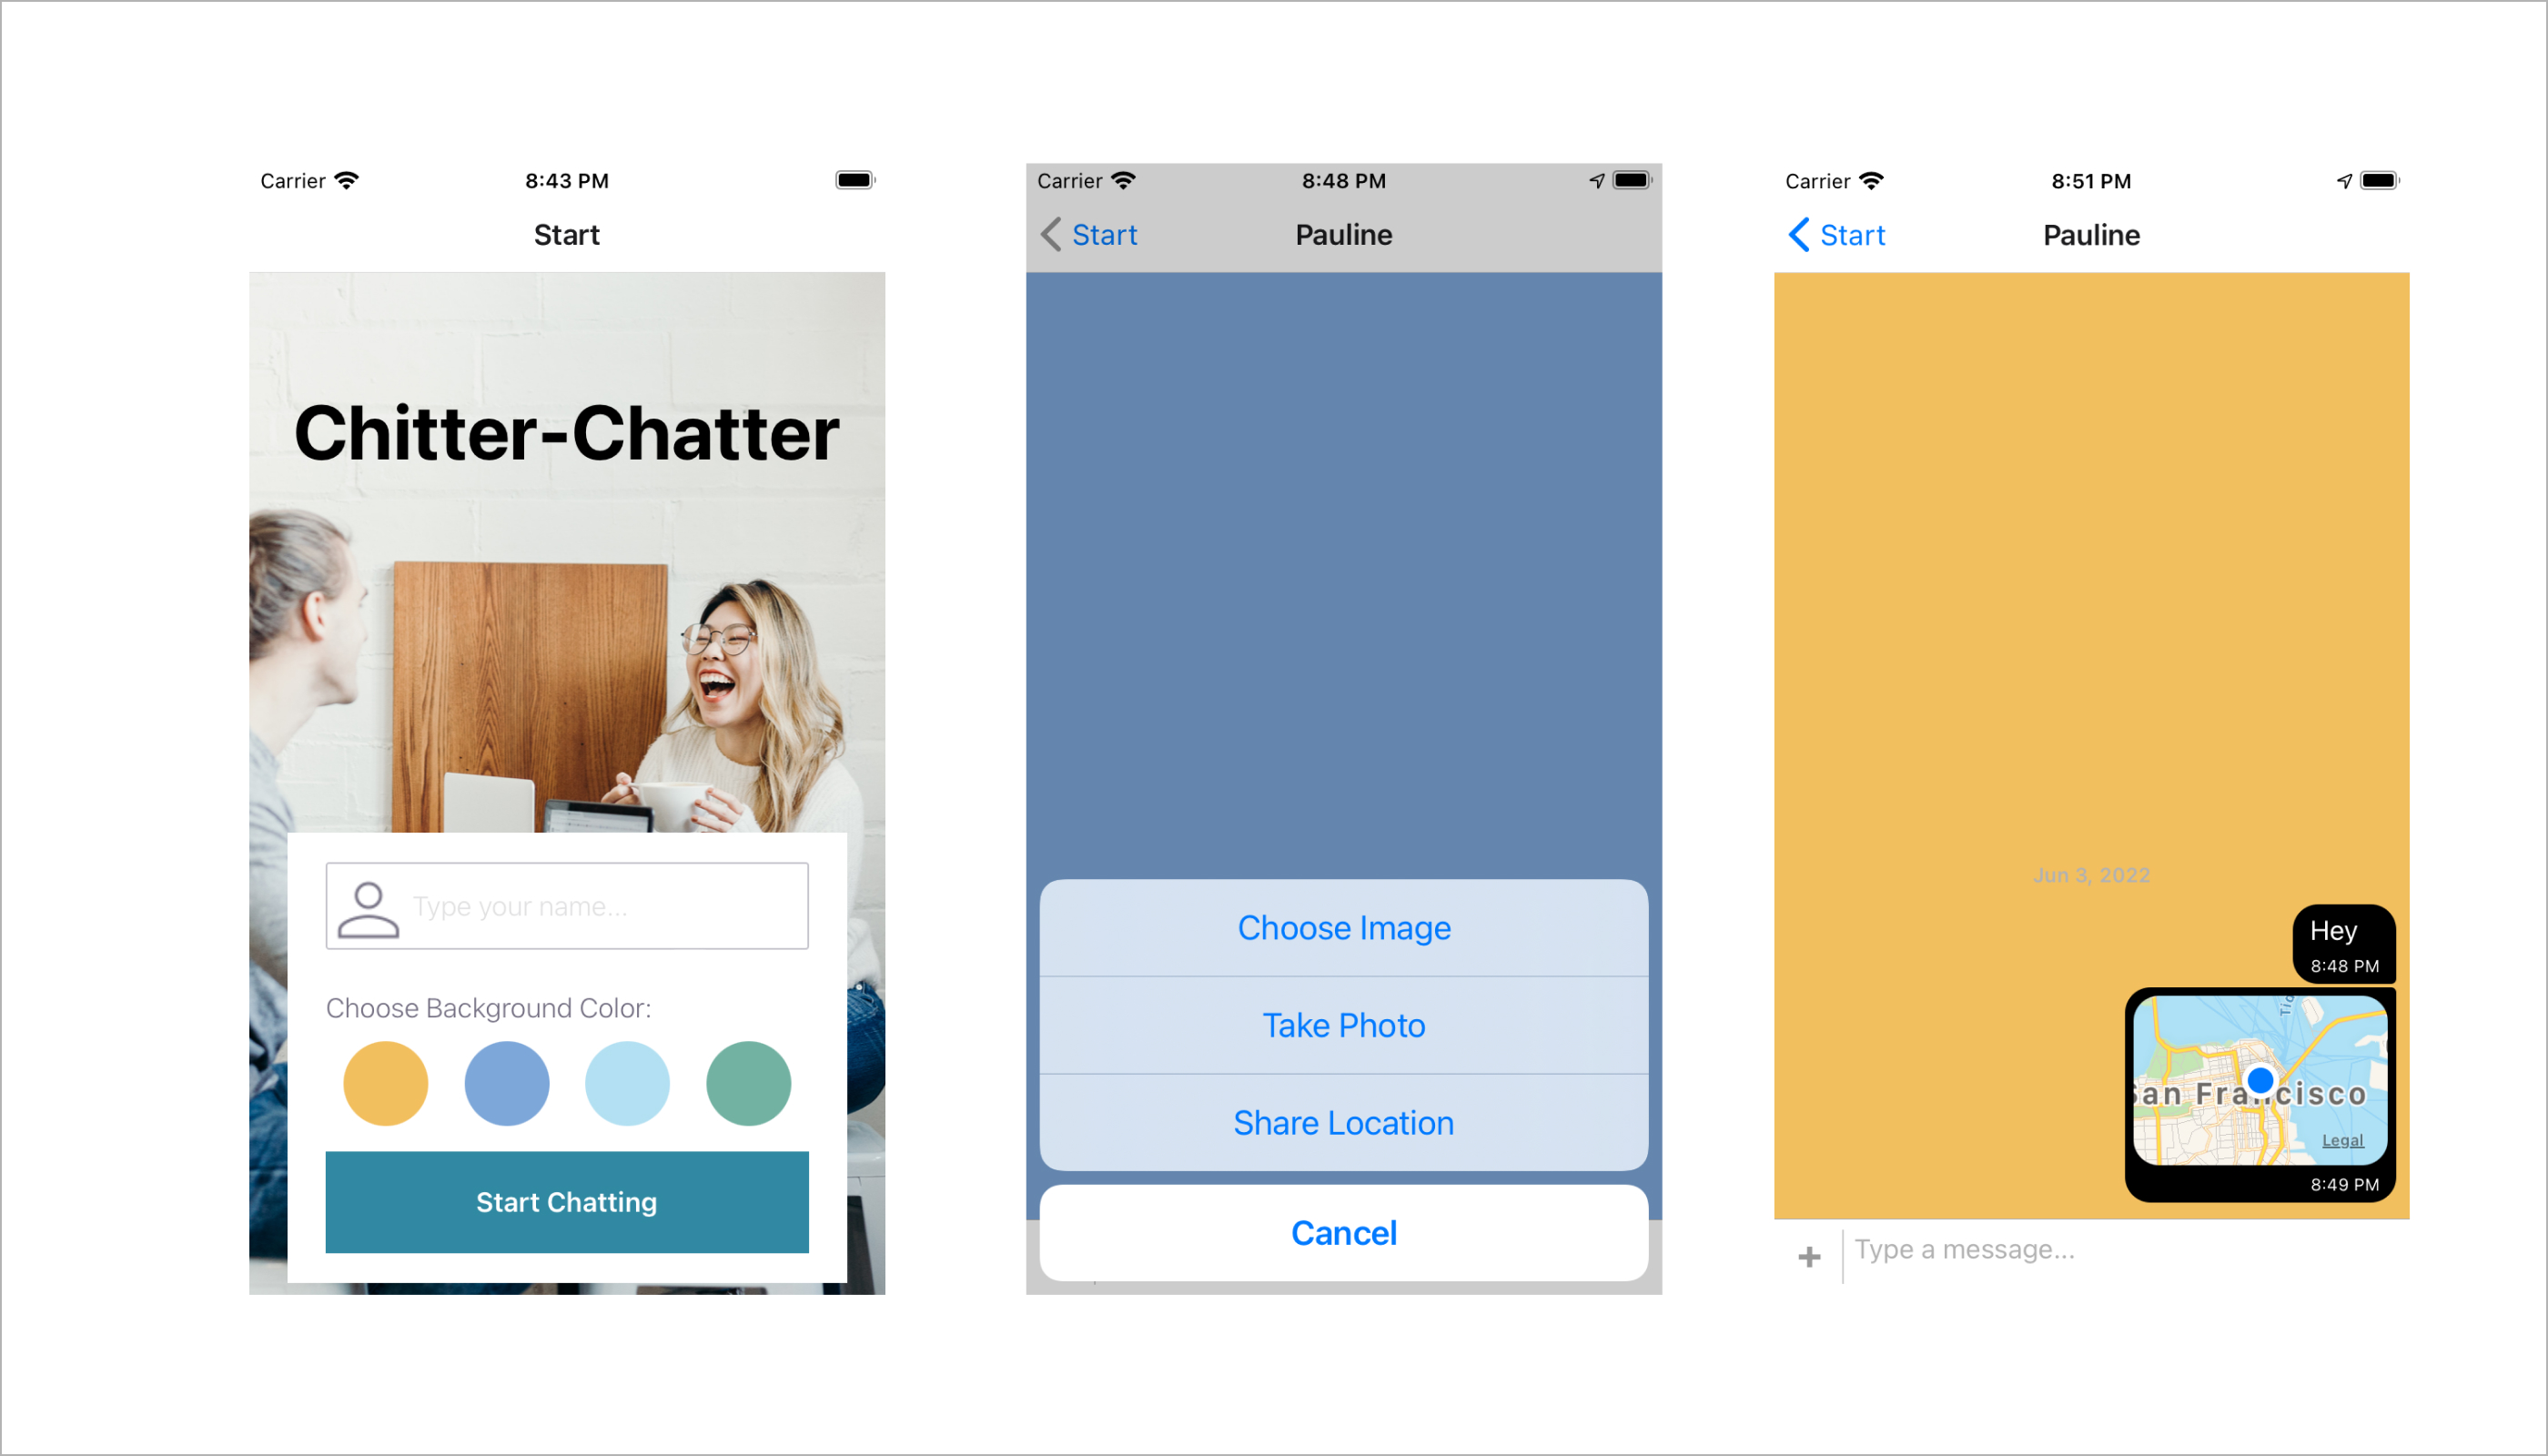 Carrier 8:43 PM
Start
Chitter-Chatter
Type your name...
Choose Background Color:
Start Chatting
Carrier 8:48 PM
Start Pauline
Choose Image
Take Photo
Share Location
Cancel
Carrier 8:51 PM
Start Pauline
Jun 3, 2022
Hey
8:48 PM
San Francisco
Legal
8:49 PM
+ Type a message...